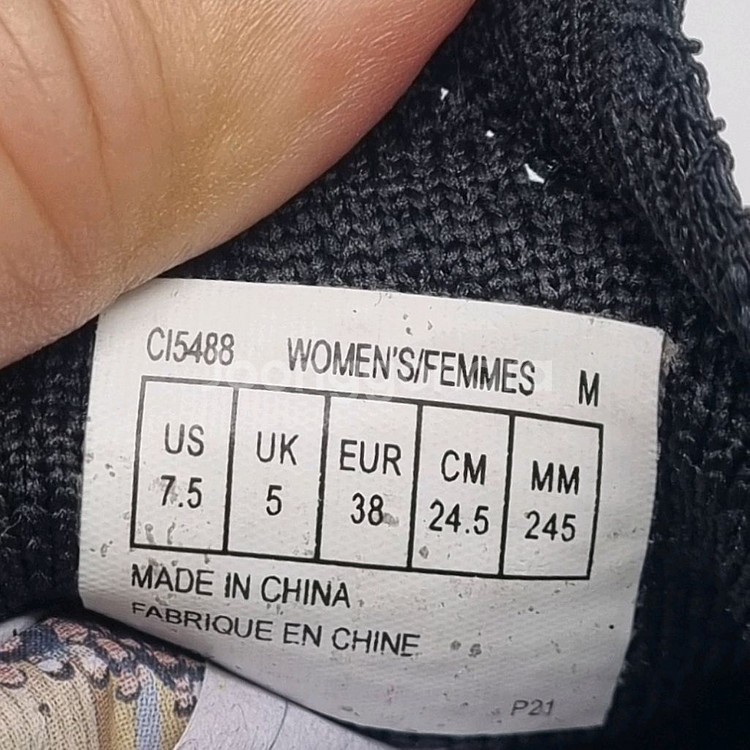 CI5488 WOMEN'S/FEMMES M
US UK EUR CM MM
7.5 5 38 24.5 245
MADE IN CHINA
FABRIQUE EN CHINE
P21